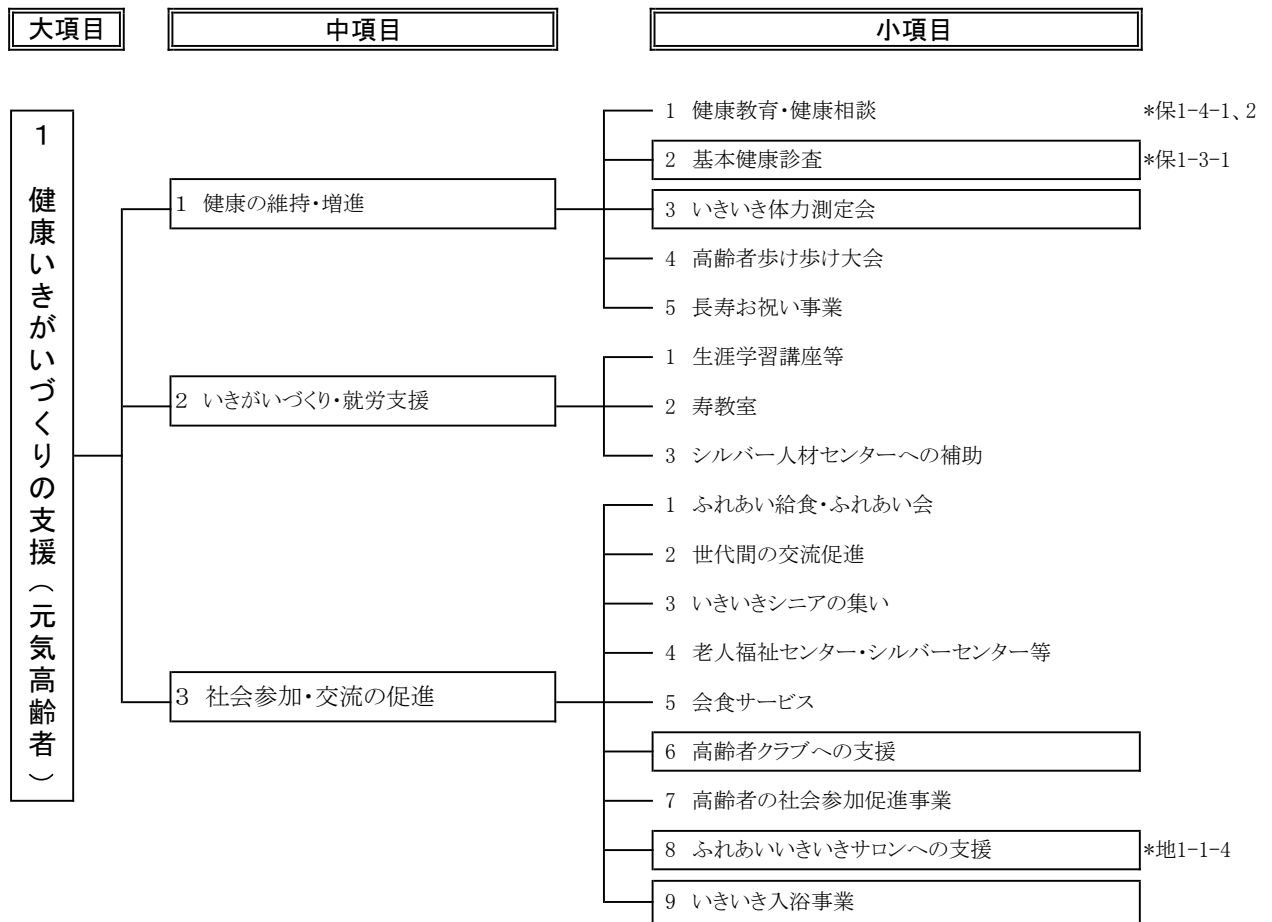 大項目
中項目
小項目
1 健康いきがいづくりの支援（元気高齢者）
1 健康の維持・増進
1 健康教育・健康相談 *保1-4-1、2
2 基本健康診査 *保1-3-1
3 いきいき体力測定会
4 高齢者歩け歩け大会
5 長寿お祝い事業
2 いきがいづくり・就労支援
1 生涯学習講座等
2 寿教室
3 シルバー人材センターへの補助
3 社会参加・交流の促進
1 ふれあい給食・ふれあい会
2 世代間の交流促進
3 いきいきシニアの集い
4 老人福祉センター・シルバーセンター等
5 会食サービス
6 高齢者クラブへの支援
7 高齢者の社会参加促進事業
8 ふれあいいきいきサロンへの支援 *地1-1-4
9 いきいき入浴事業